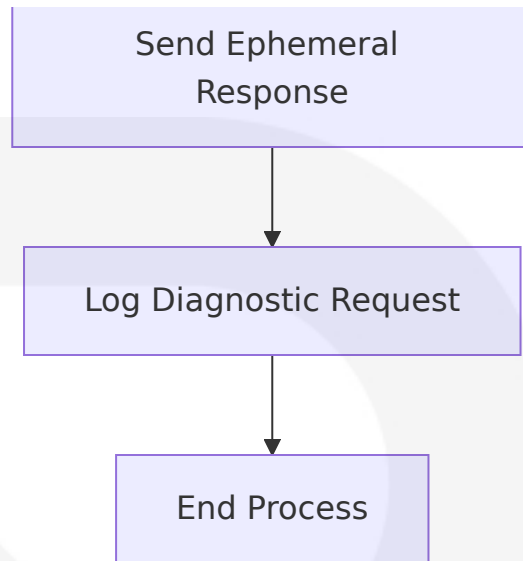 Send Ephemeral
Response
Log Diagnostic Request
End Process